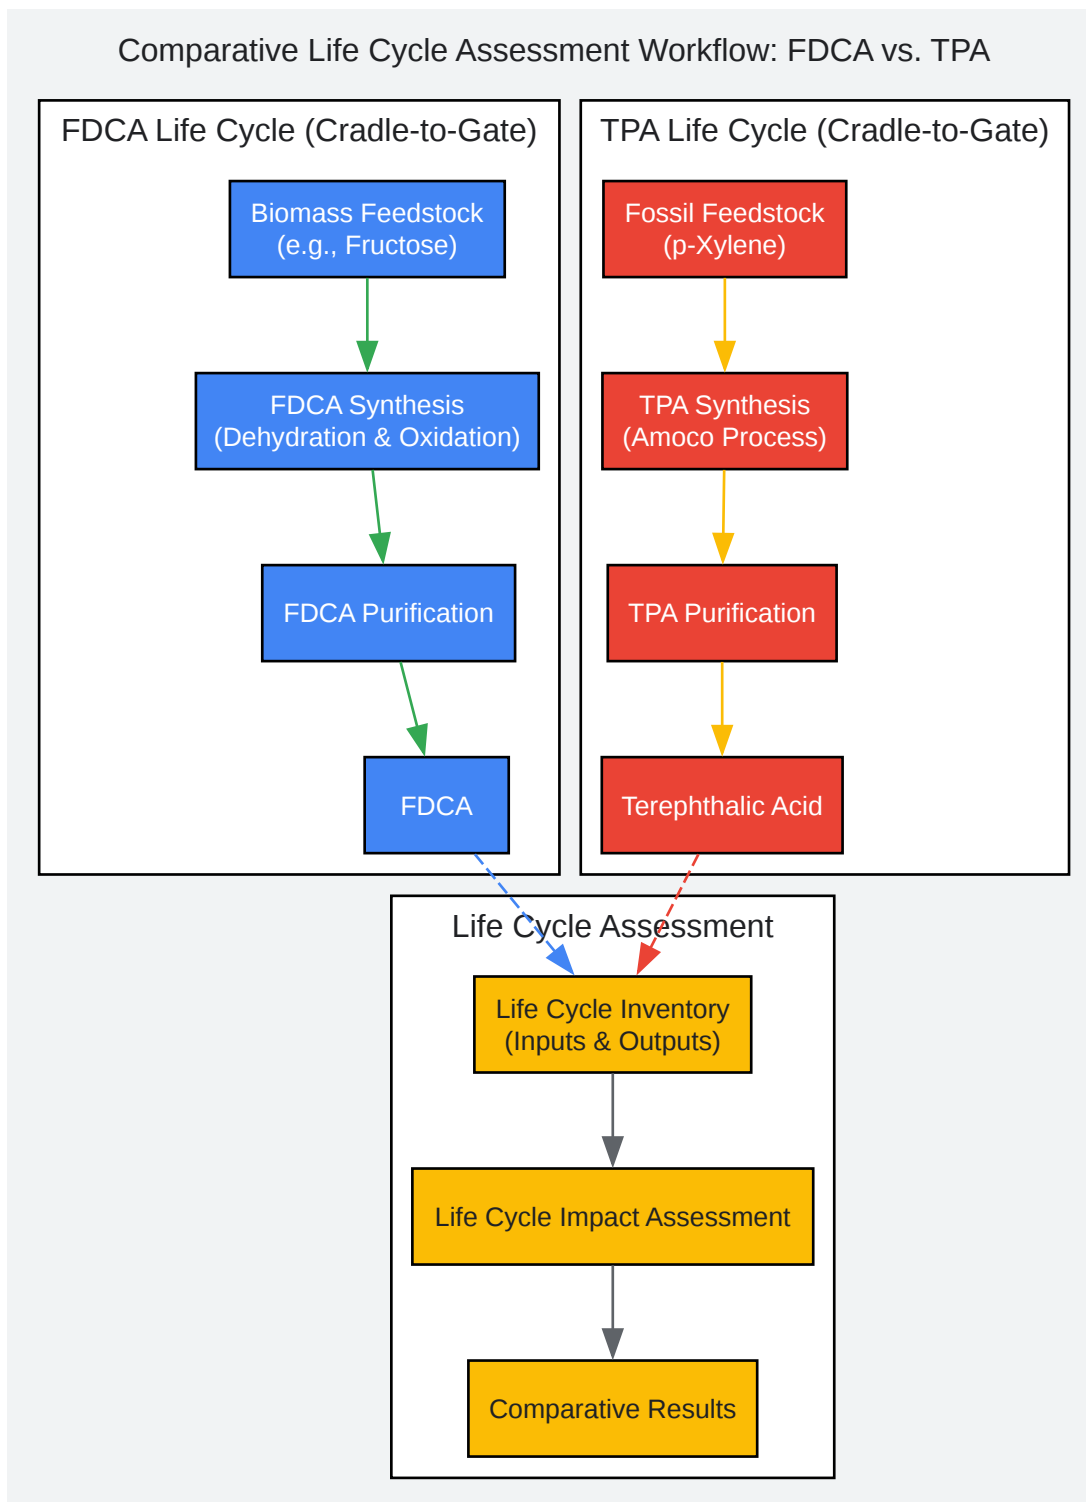 Comparative Life Cycle Assessment Workflow: FDCA vs. TPA
FDCA Life Cycle (Cradle-to-Gate)
Biomass Feedstock
(e.g., Fructose)
FDCA Synthesis
(Dehydration & Oxidation)
FDCA Purification
FDCA
TPA Life Cycle (Cradle-to-Gate)
Fossil Feedstock
(p-Xylene)
TPA Synthesis
(Amoco Process)
TPA Purification
Terephthalic Acid
Life Cycle Assessment
Life Cycle Inventory
(Inputs & Outputs)
Life Cycle Impact Assessment
Comparative Results